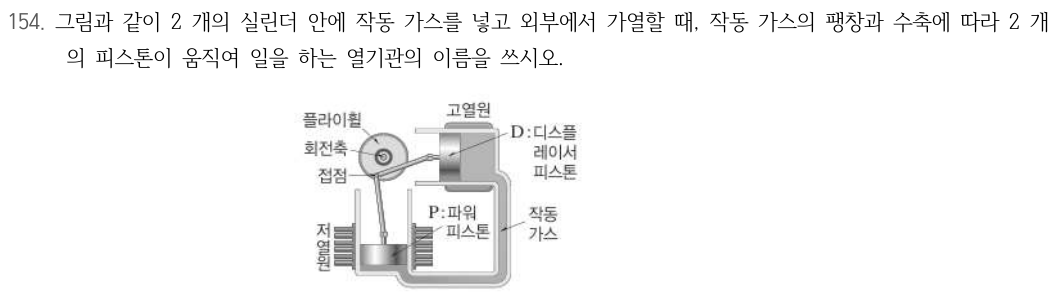 154. 그림과 같이 2 개의 실린더 안에 작동 가스를 넣고 외부에서 가열할 때, 작동 가스의 팽창과 수축에 따라 2 개
의 피스톤이 움직여 일을 하는 열기관의 이름을 쓰시오.
고열원
플라이휠
D:디스플
레이서
피스톤
회전축
접점
P:파워
피스톤
작동
가스
저
열
원